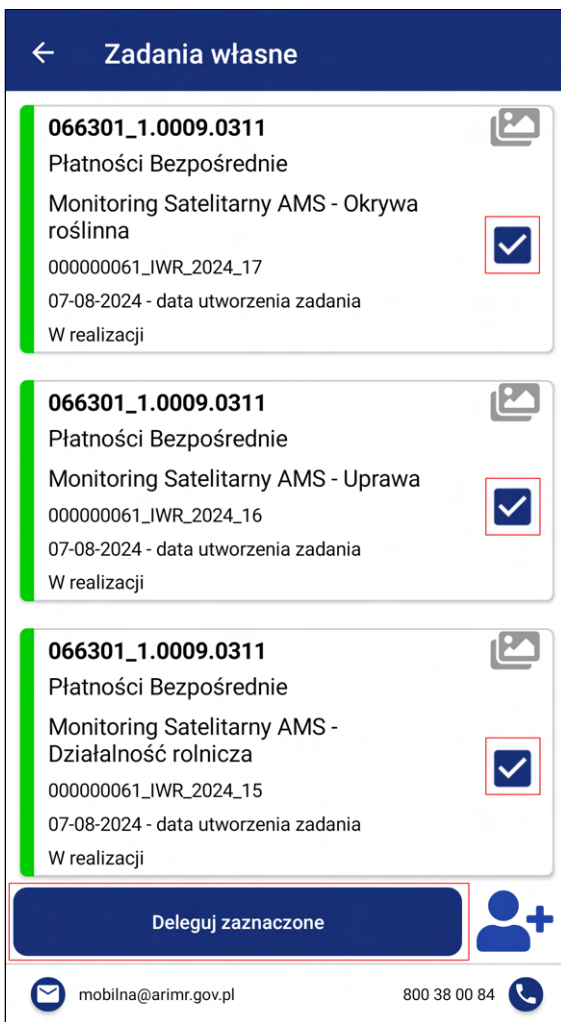 Zadania własne
066301_1.0009.0311
Płatności Bezpośrednie
Monitoring Satelitarny AMS - Okrywa
roślinna
000000061_IWR_2024_17
07-08-2024 - data utworzenia zadania
W realizacji
066301_1.0009.0311
Płatności Bezpośrednie
Monitoring Satelitarny AMS - Uprawa
000000061_IWR_2024_16
07-08-2024 - data utworzenia zadania
W realizacji
066301_1.0009.0311
Płatności Bezpośrednie
Monitoring Satelitarny AMS -
Działalność rolnicza
000000061_IWR_2024_15
07-08-2024 - data utworzenia zadania
W realizacji
Deleguj zaznaczone
mobilna@arimr.gov.pl 800 38 00 84